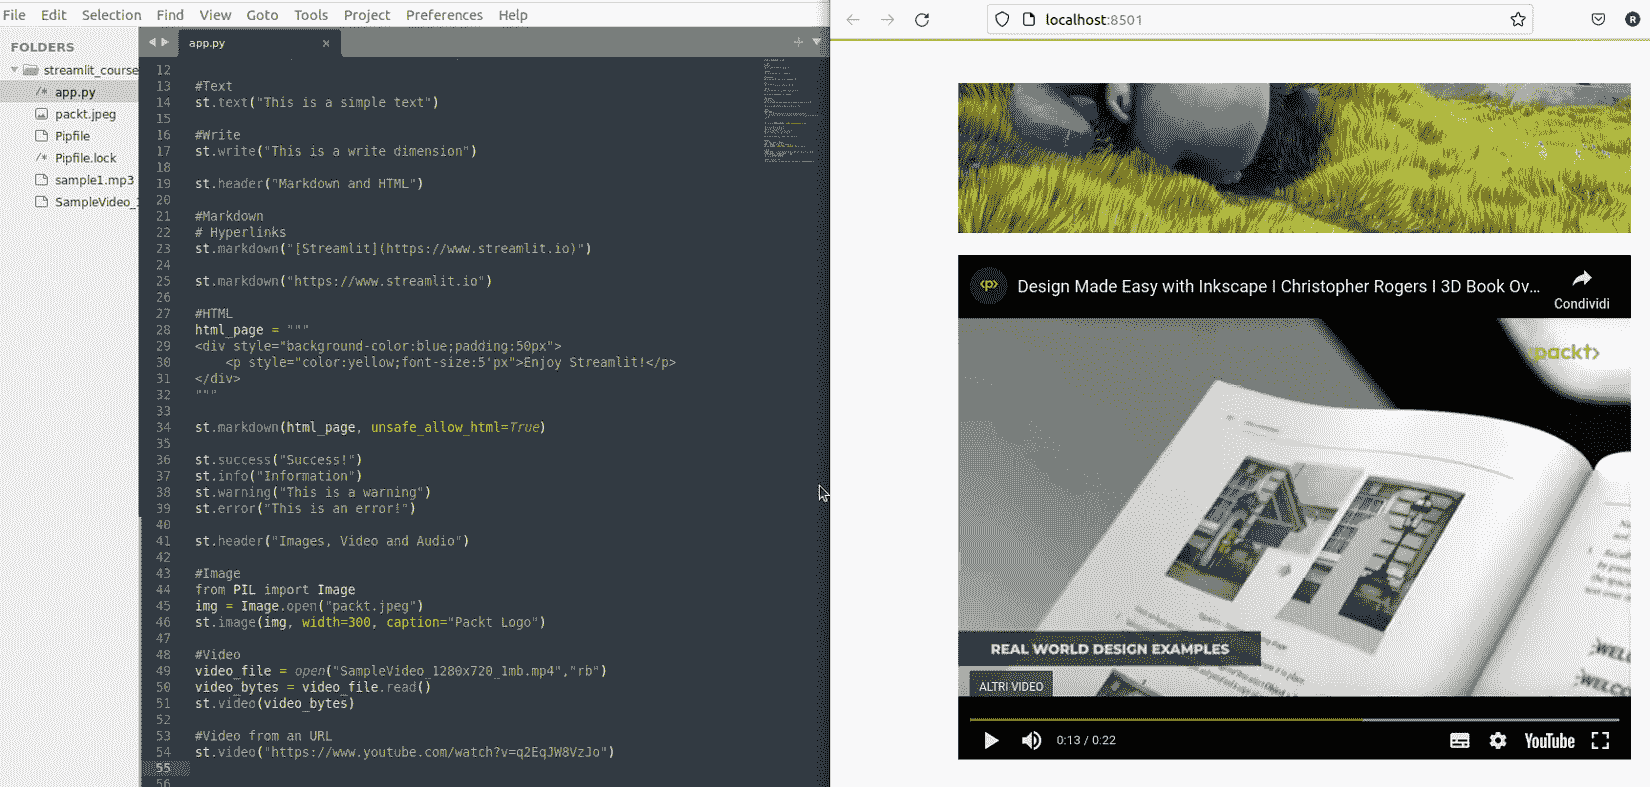 File Edit Selection Find View Goto Tools Project Preferences Help
FOLDERS
streamlit_course
/* app.py
packt.jpeg
Pipfile
/* Pipfile.lock
sample1.mp3
SampleVideo_1
app.py
12
13 #Text
14 st.text("This is a simple text")
15
16 #Write
17 st.write("This is a write dimension")
18
19 st.header("Markdown and HTML")
20
21 #Markdown
22 # Hyperlinks
23 st.markdown("[Streamlit](https://www.streamlit.io)")
24
25 st.markdown("https://www.streamlit.io")
26
27 #HTML
28 html_page = """
29 <div style="background-color:blue;padding:50px">
30 <p style="color:yellow;font-size:5'px">Enjoy Streamlit!</p>
31 </div>
32 """
33
34 st.markdown(html_page, unsafe_allow_html=True)
35
36 st.success("Success!")
37 st.info("Information")
38 st.warning("This is a warning")
39 st.error("This is an error!")
40
41 st.header("Images, Video and Audio")
42
43 #Image
44 from PIL import Image
45 img = Image.open("packt.jpeg")
46 st.image(img, width=300, caption="Packt Logo")
47
48 #Video
49 video_file = open("SampleVideo_1280x720_1mb.mp4","rb")
50 video_bytes = video_file.read()
51 st.video(video_bytes)
52
53 #Video from an URL
54 st.video("https://www.youtube.com/watch?v=q2EqJW8VzJo")
55
56
localhost:8501
R
<p> Design Made Easy with Inkscape I Christopher Rogers I 3D Book Ov...
Condividi
<packt>
REAL WORLD DESIGN EXAMPLES
ALTRI VIDEO
0:13 / 0:22
YouTube